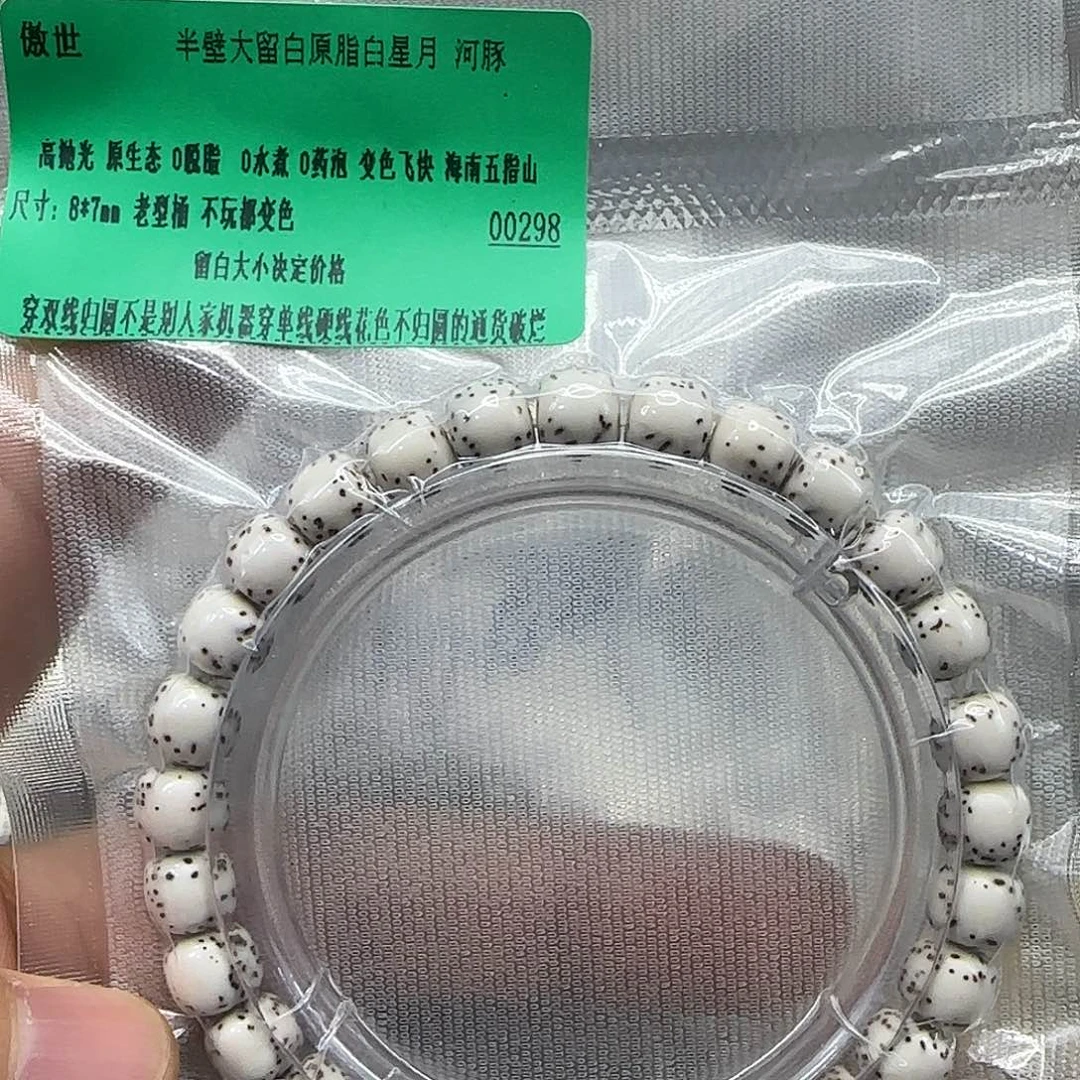 傲世 半壁大留白原脂白星月 河豚
高抛光 原生态 0吸脂 0水煮 0药泡 变色飞快 海南五指山
尺寸: 8*7mm 老型桶 不玩都变色
00298
留白大小决定价格
穿双线归圆不是别人家机器穿单线硬线花色不归圆的通货破烂